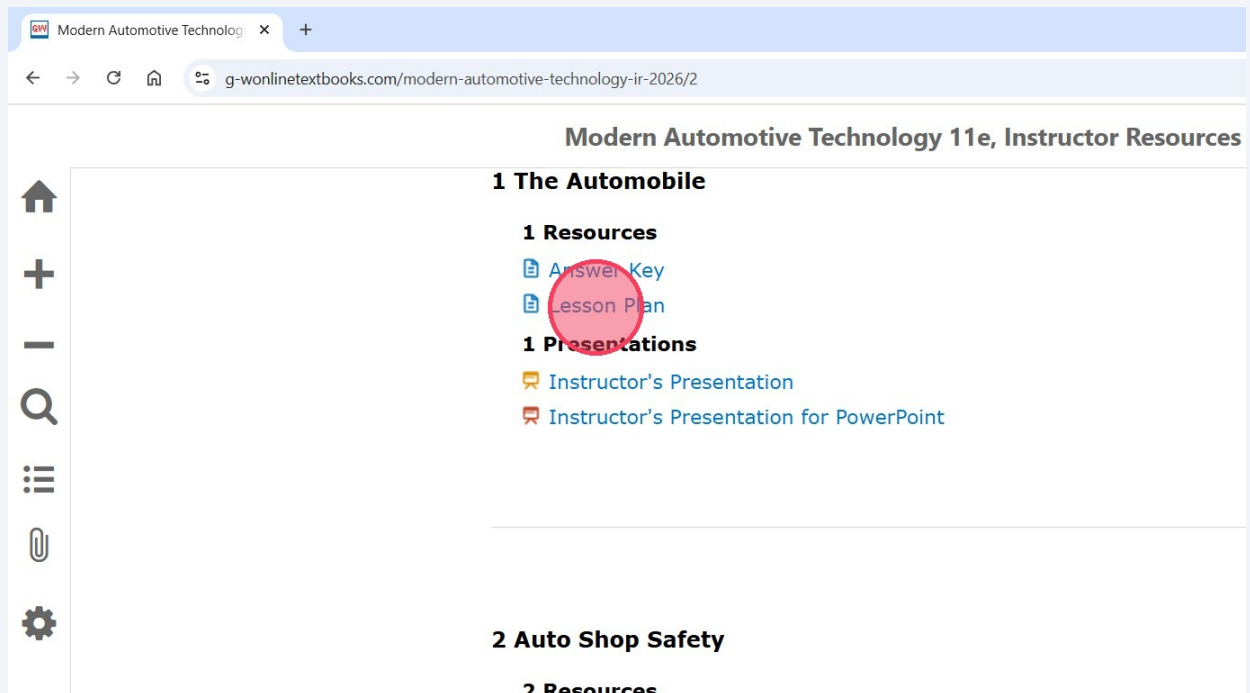 GW Modern Automotive Technolog
g-wonlinetextbooks.com/modern-automotive-technology-ir-2026/2
Modern Automotive Technology 11e, Instructor Resources
1 The Automobile
1 Resources
Answer Key
Lesson Plan
1 Presentations
Instructor's Presentation
Instructor's Presentation for PowerPoint
2 Auto Shop Safety
2 Resources